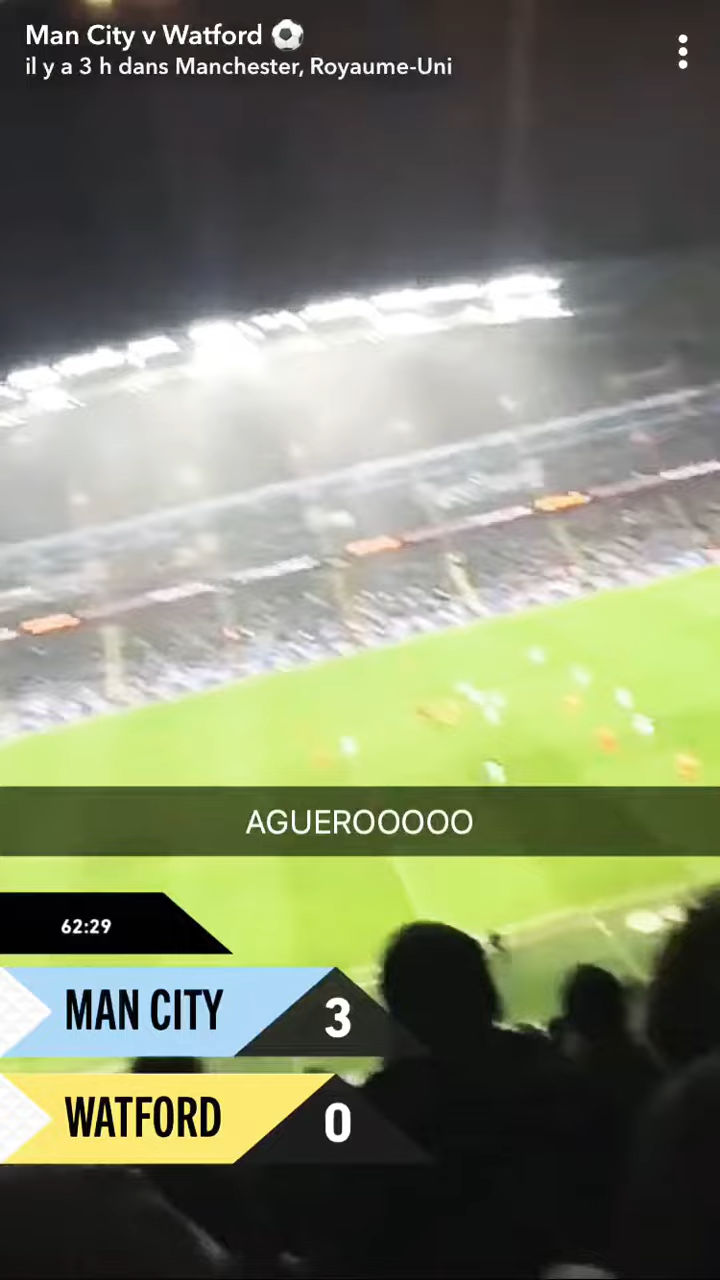 Man City v Watford ⚽
il y a 3 h dans Manchester, Royaume-Uni
AGUEROOOOO
62:29
MAN CITY 3
WATFORD 0